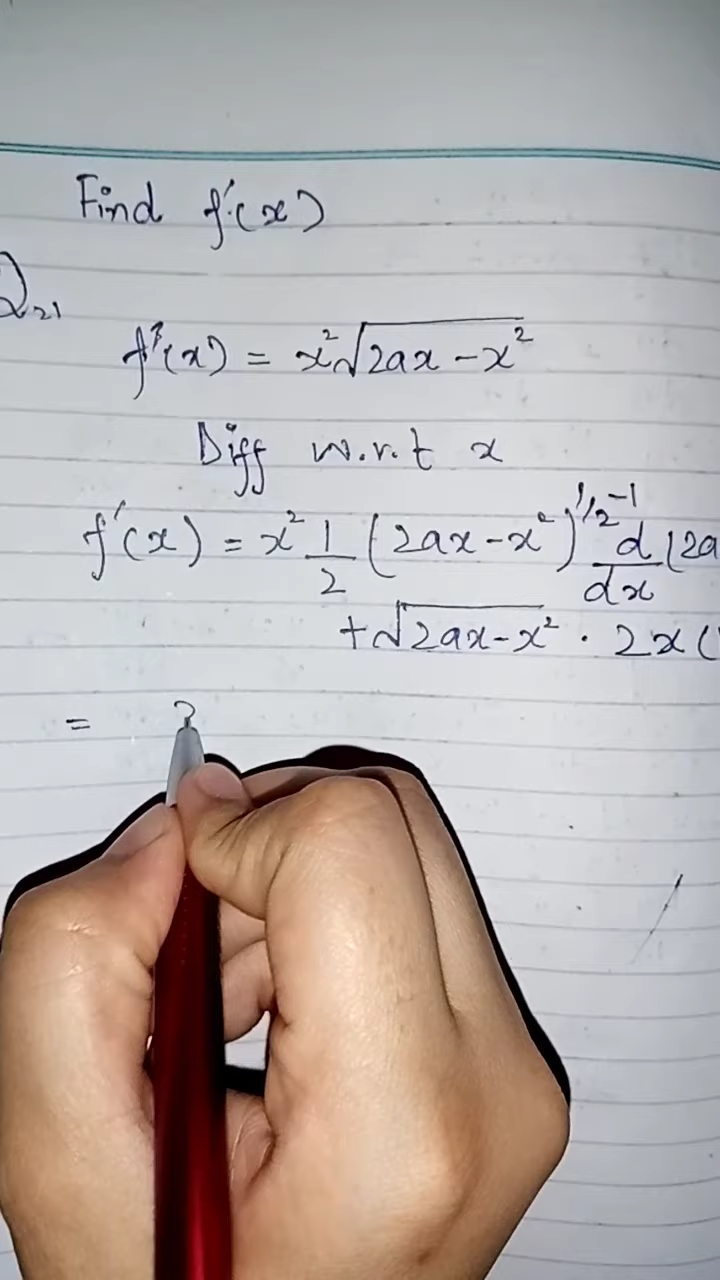 Find f'(x)
Q21
f'(x) = x²√2ax - x²
Diff w.r.t x
f'(x) = x² 1/2 (2ax - x²)^1/2-1 d/dx (2a
+ √2ax - x² · 2x (
= 2